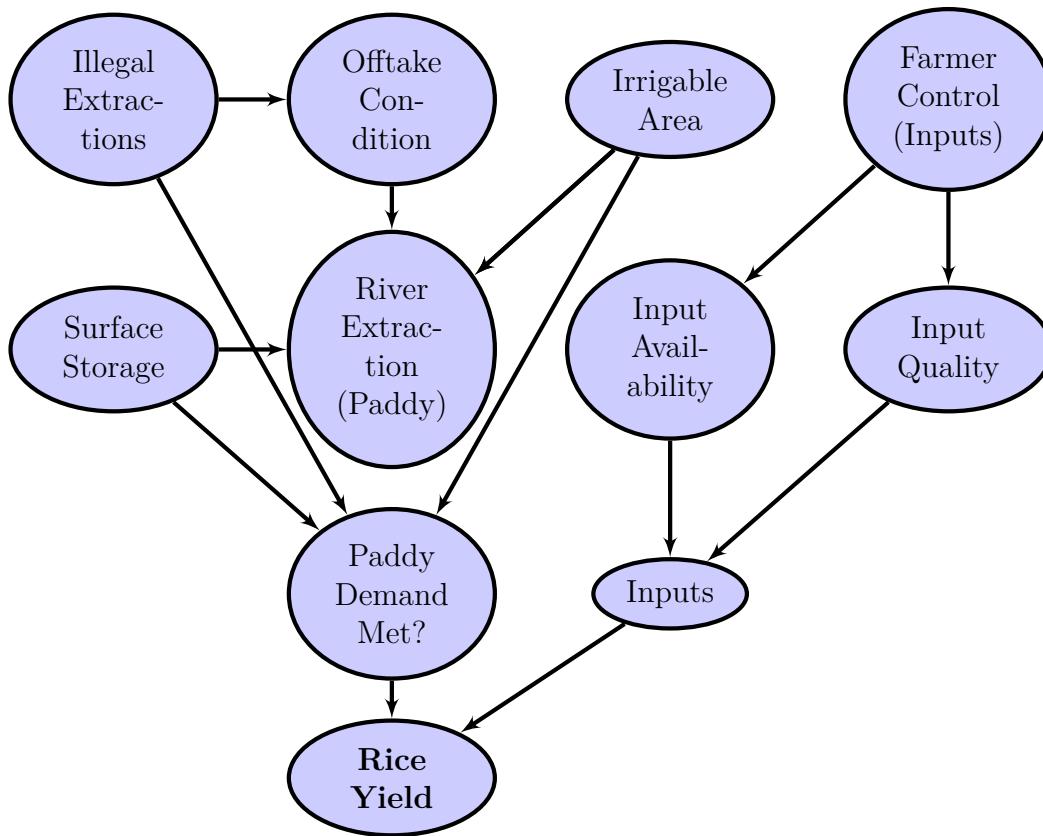 Illegal
Extrac-
tions
Offtake
Con-
dition
Irrigable
Area
Farmer
Control
(Inputs)
Surface
Storage
River
Extrac-
tion
(Paddy)
Input
Avail-
ability
Input
Quality
Paddy
Demand
Met?
Inputs
Rice
Yield